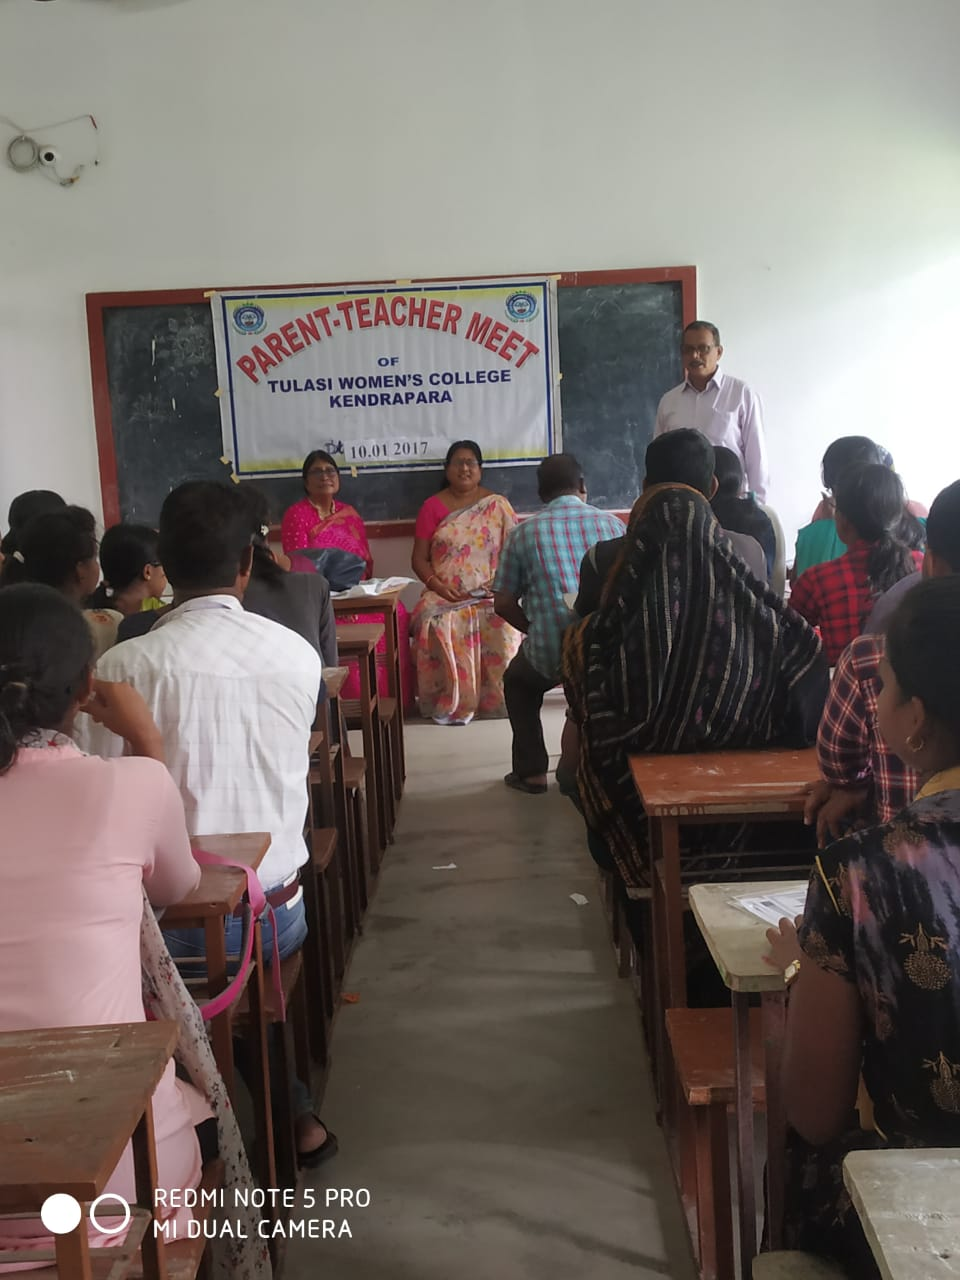 PARENT-TEACHER MEET
OF
TULASI WOMEN'S COLLEGE
KENDRAPARA
10.01.2017
REDMI NOTE 5 PRO
MI DUAL CAMERA